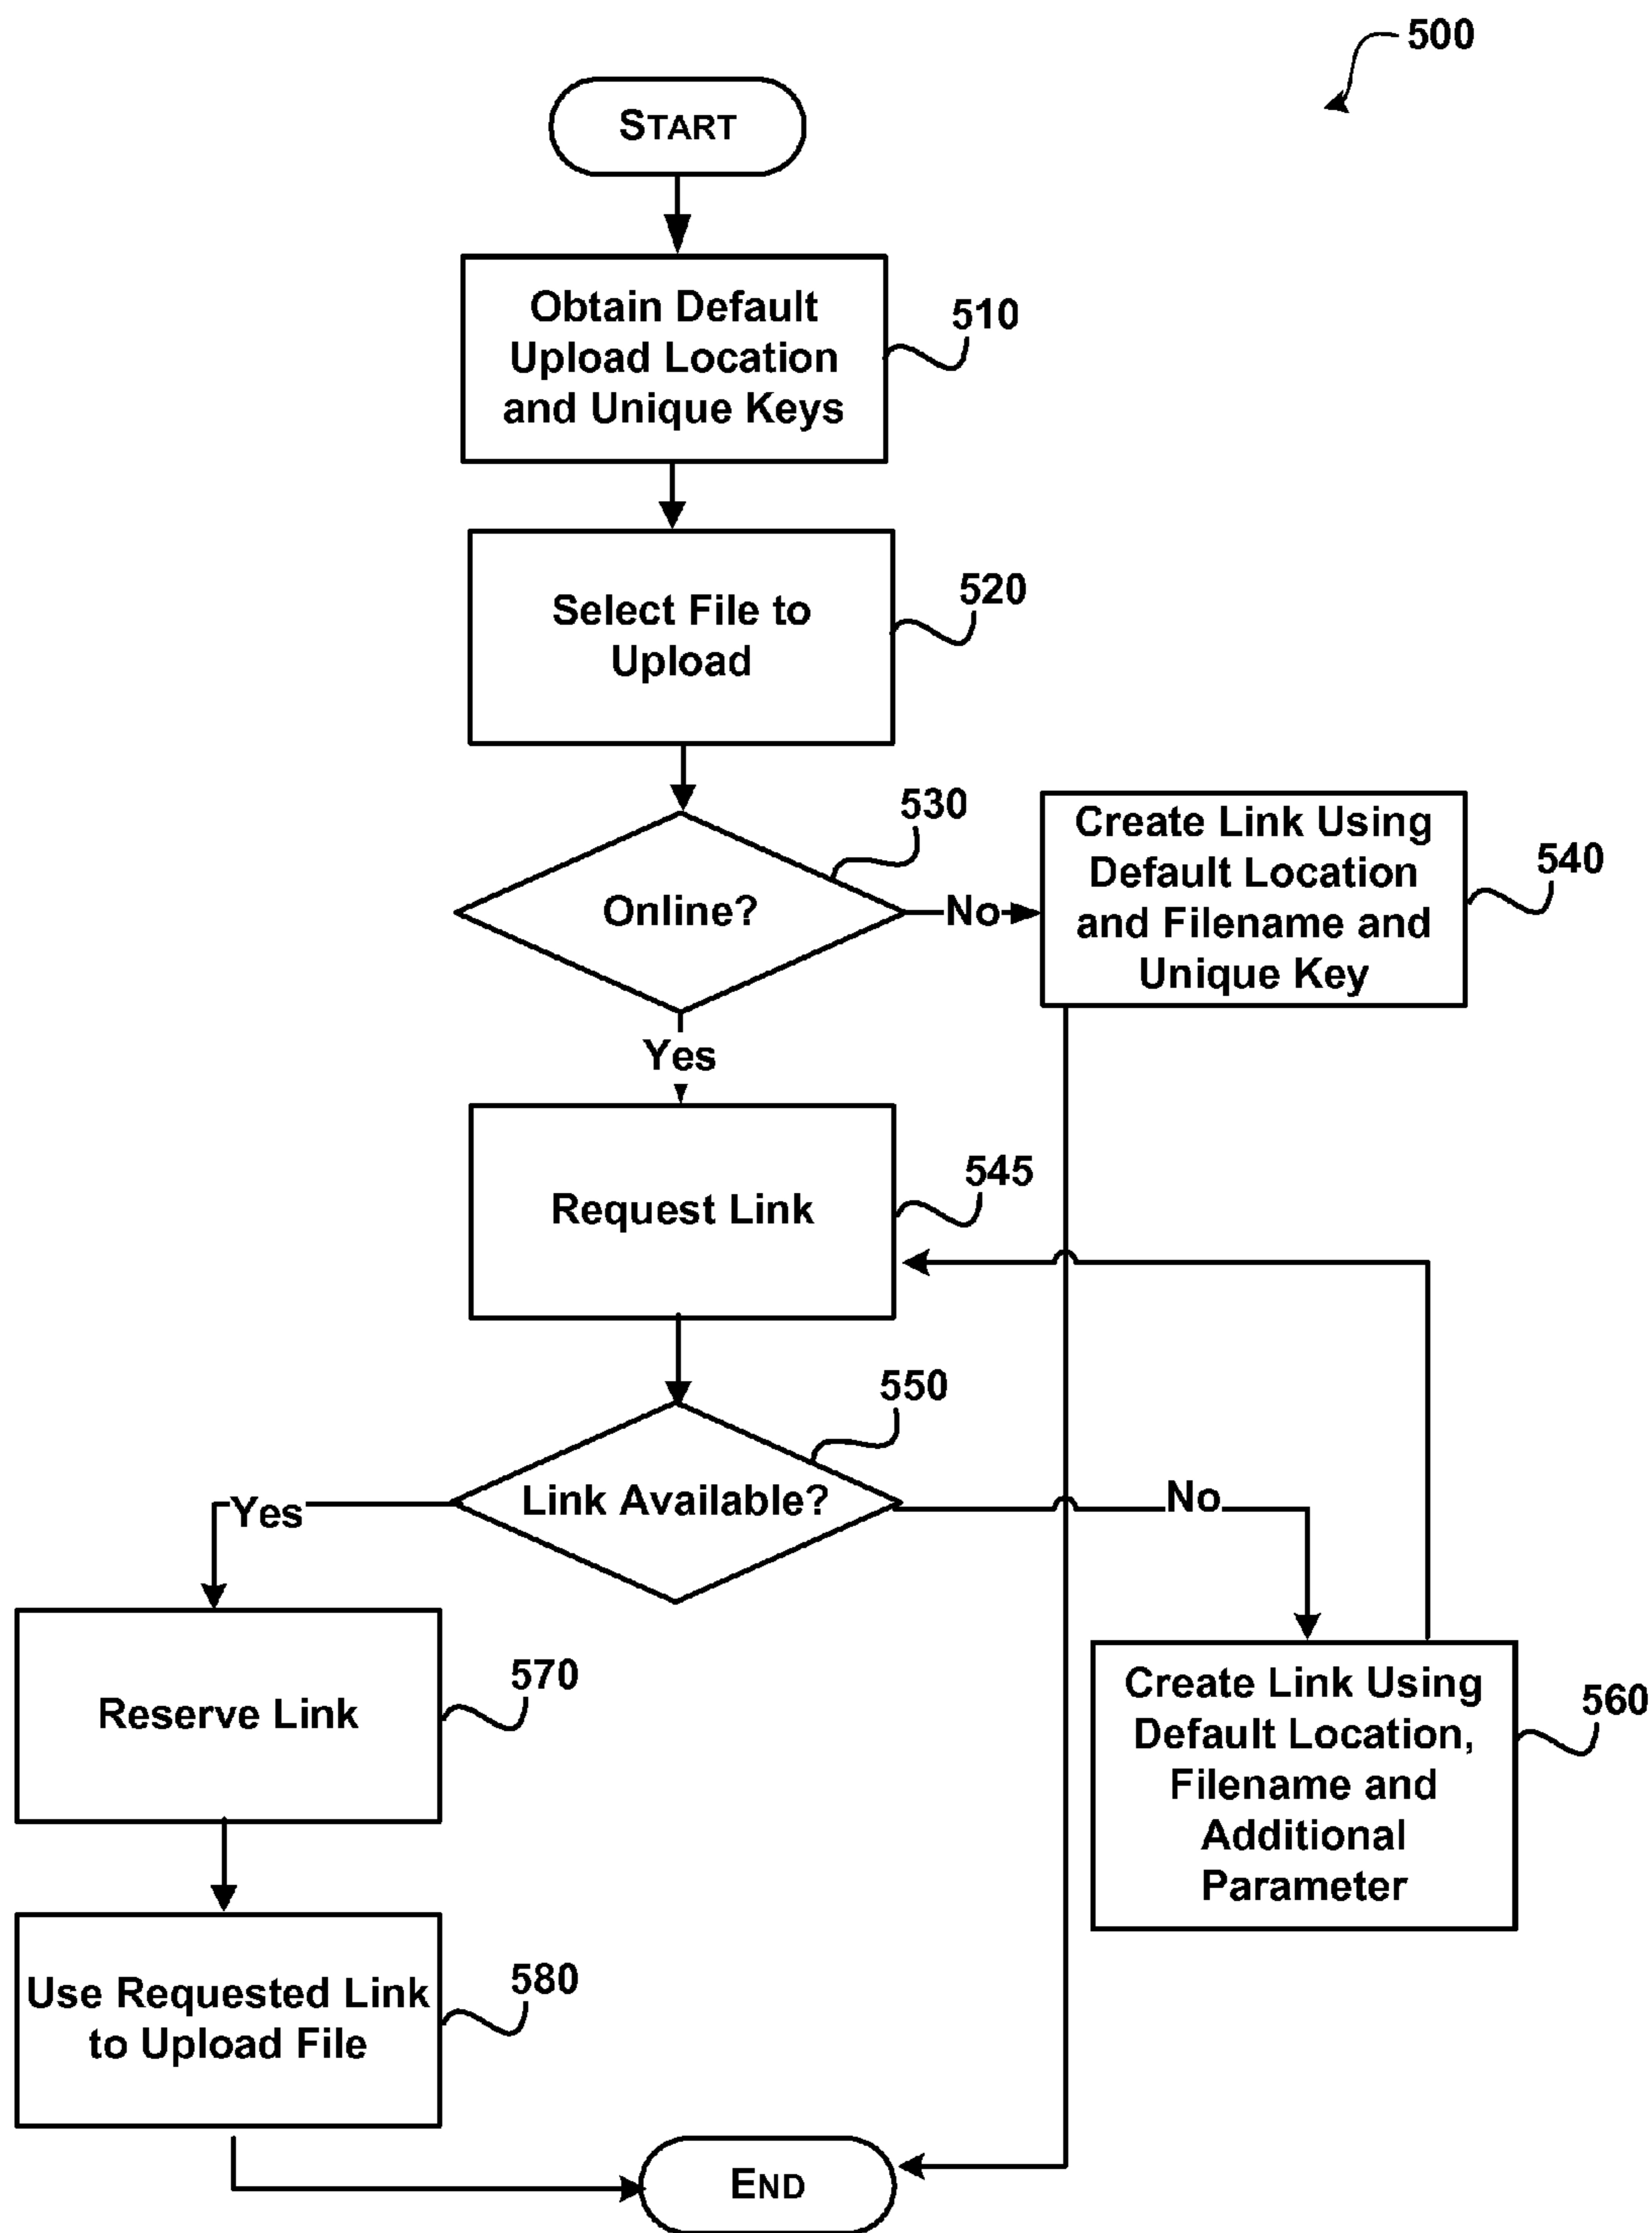 500
START
Obtain Default
Upload Location
and Unique Keys
510
Select File to
Upload
520
530
Online?
No
Create Link Using
Default Location
and Filename and
Unique Key
540
Yes
Request Link
545
550
Link Available?
Yes
No
Reserve Link
570
Create Link Using
Default Location,
Filename and
Additional
Parameter
560
Use Requested Link
to Upload File
580
END